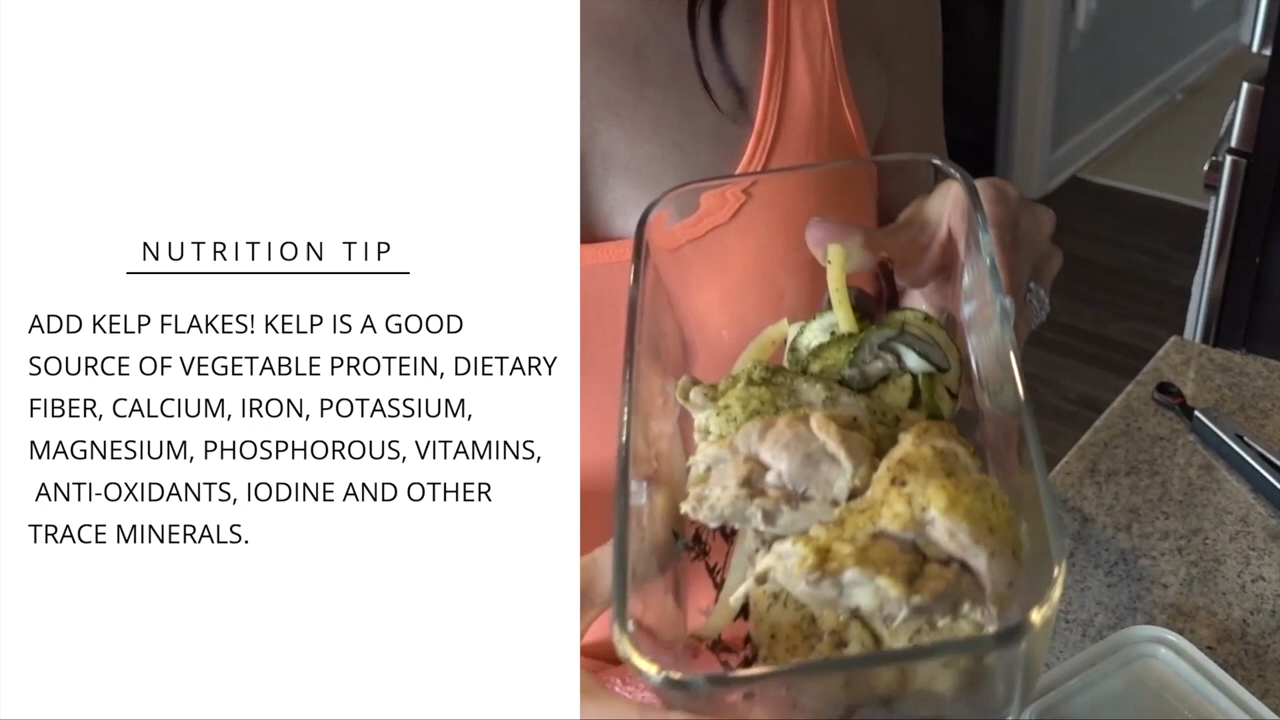 NUTRITION TIP
ADD KELP FLAKES! KELP IS A GOOD
SOURCE OF VEGETABLE PROTEIN, DIETARY
FIBER, CALCIUM, IRON, POTASSIUM,
MAGNESIUM, PHOSPHOROUS, VITAMINS,
ANTI-OXIDANTS, IODINE AND OTHER
TRACE MINERALS.